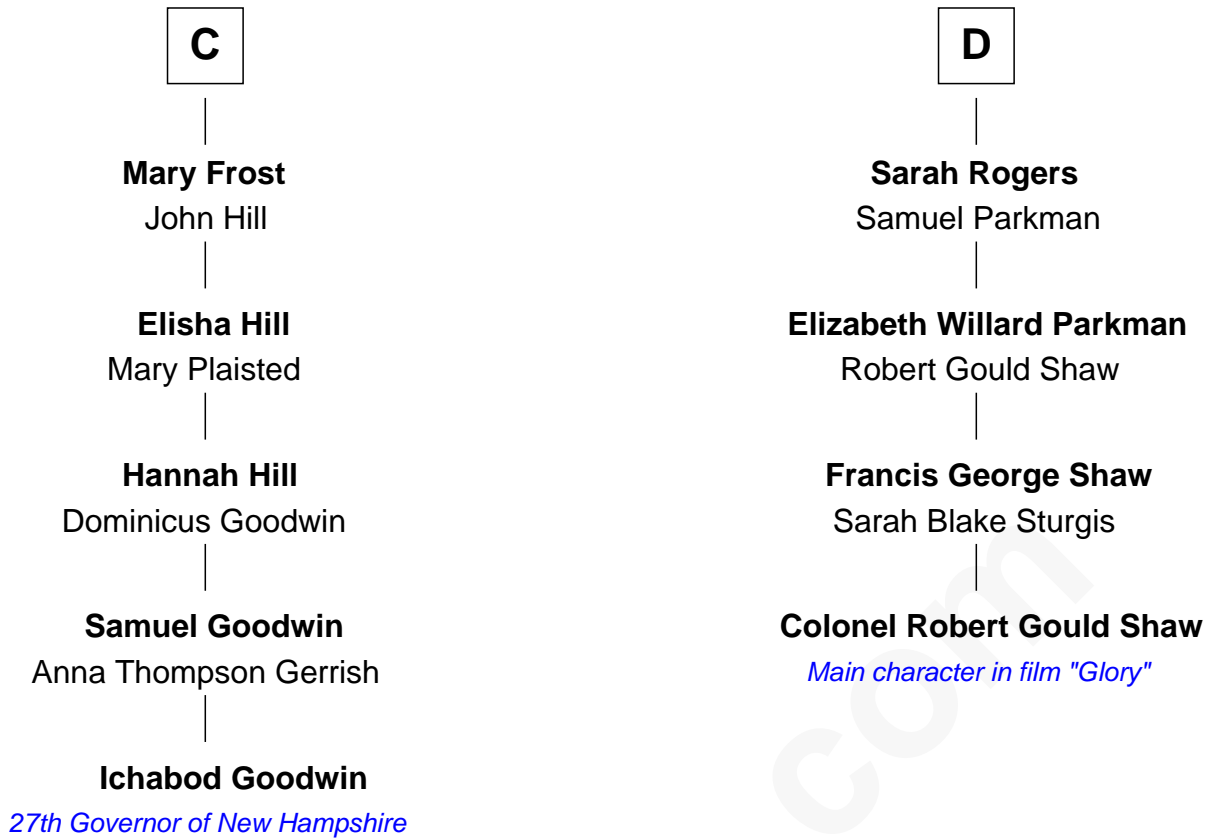 C
Mary Frost
John Hill
Elisha Hill
Mary Plaisted
Hannah Hill
Dominicus Goodwin
Samuel Goodwin
Anna Thompson Gerrish
Ichabod Goodwin
27th Governor of New Hampshire
D
Sarah Rogers
Samuel Parkman
Elizabeth Willard Parkman
Robert Gould Shaw
Francis George Shaw
Sarah Blake Sturgis
Colonel Robert Gould Shaw
Main character in film "Glory"
com